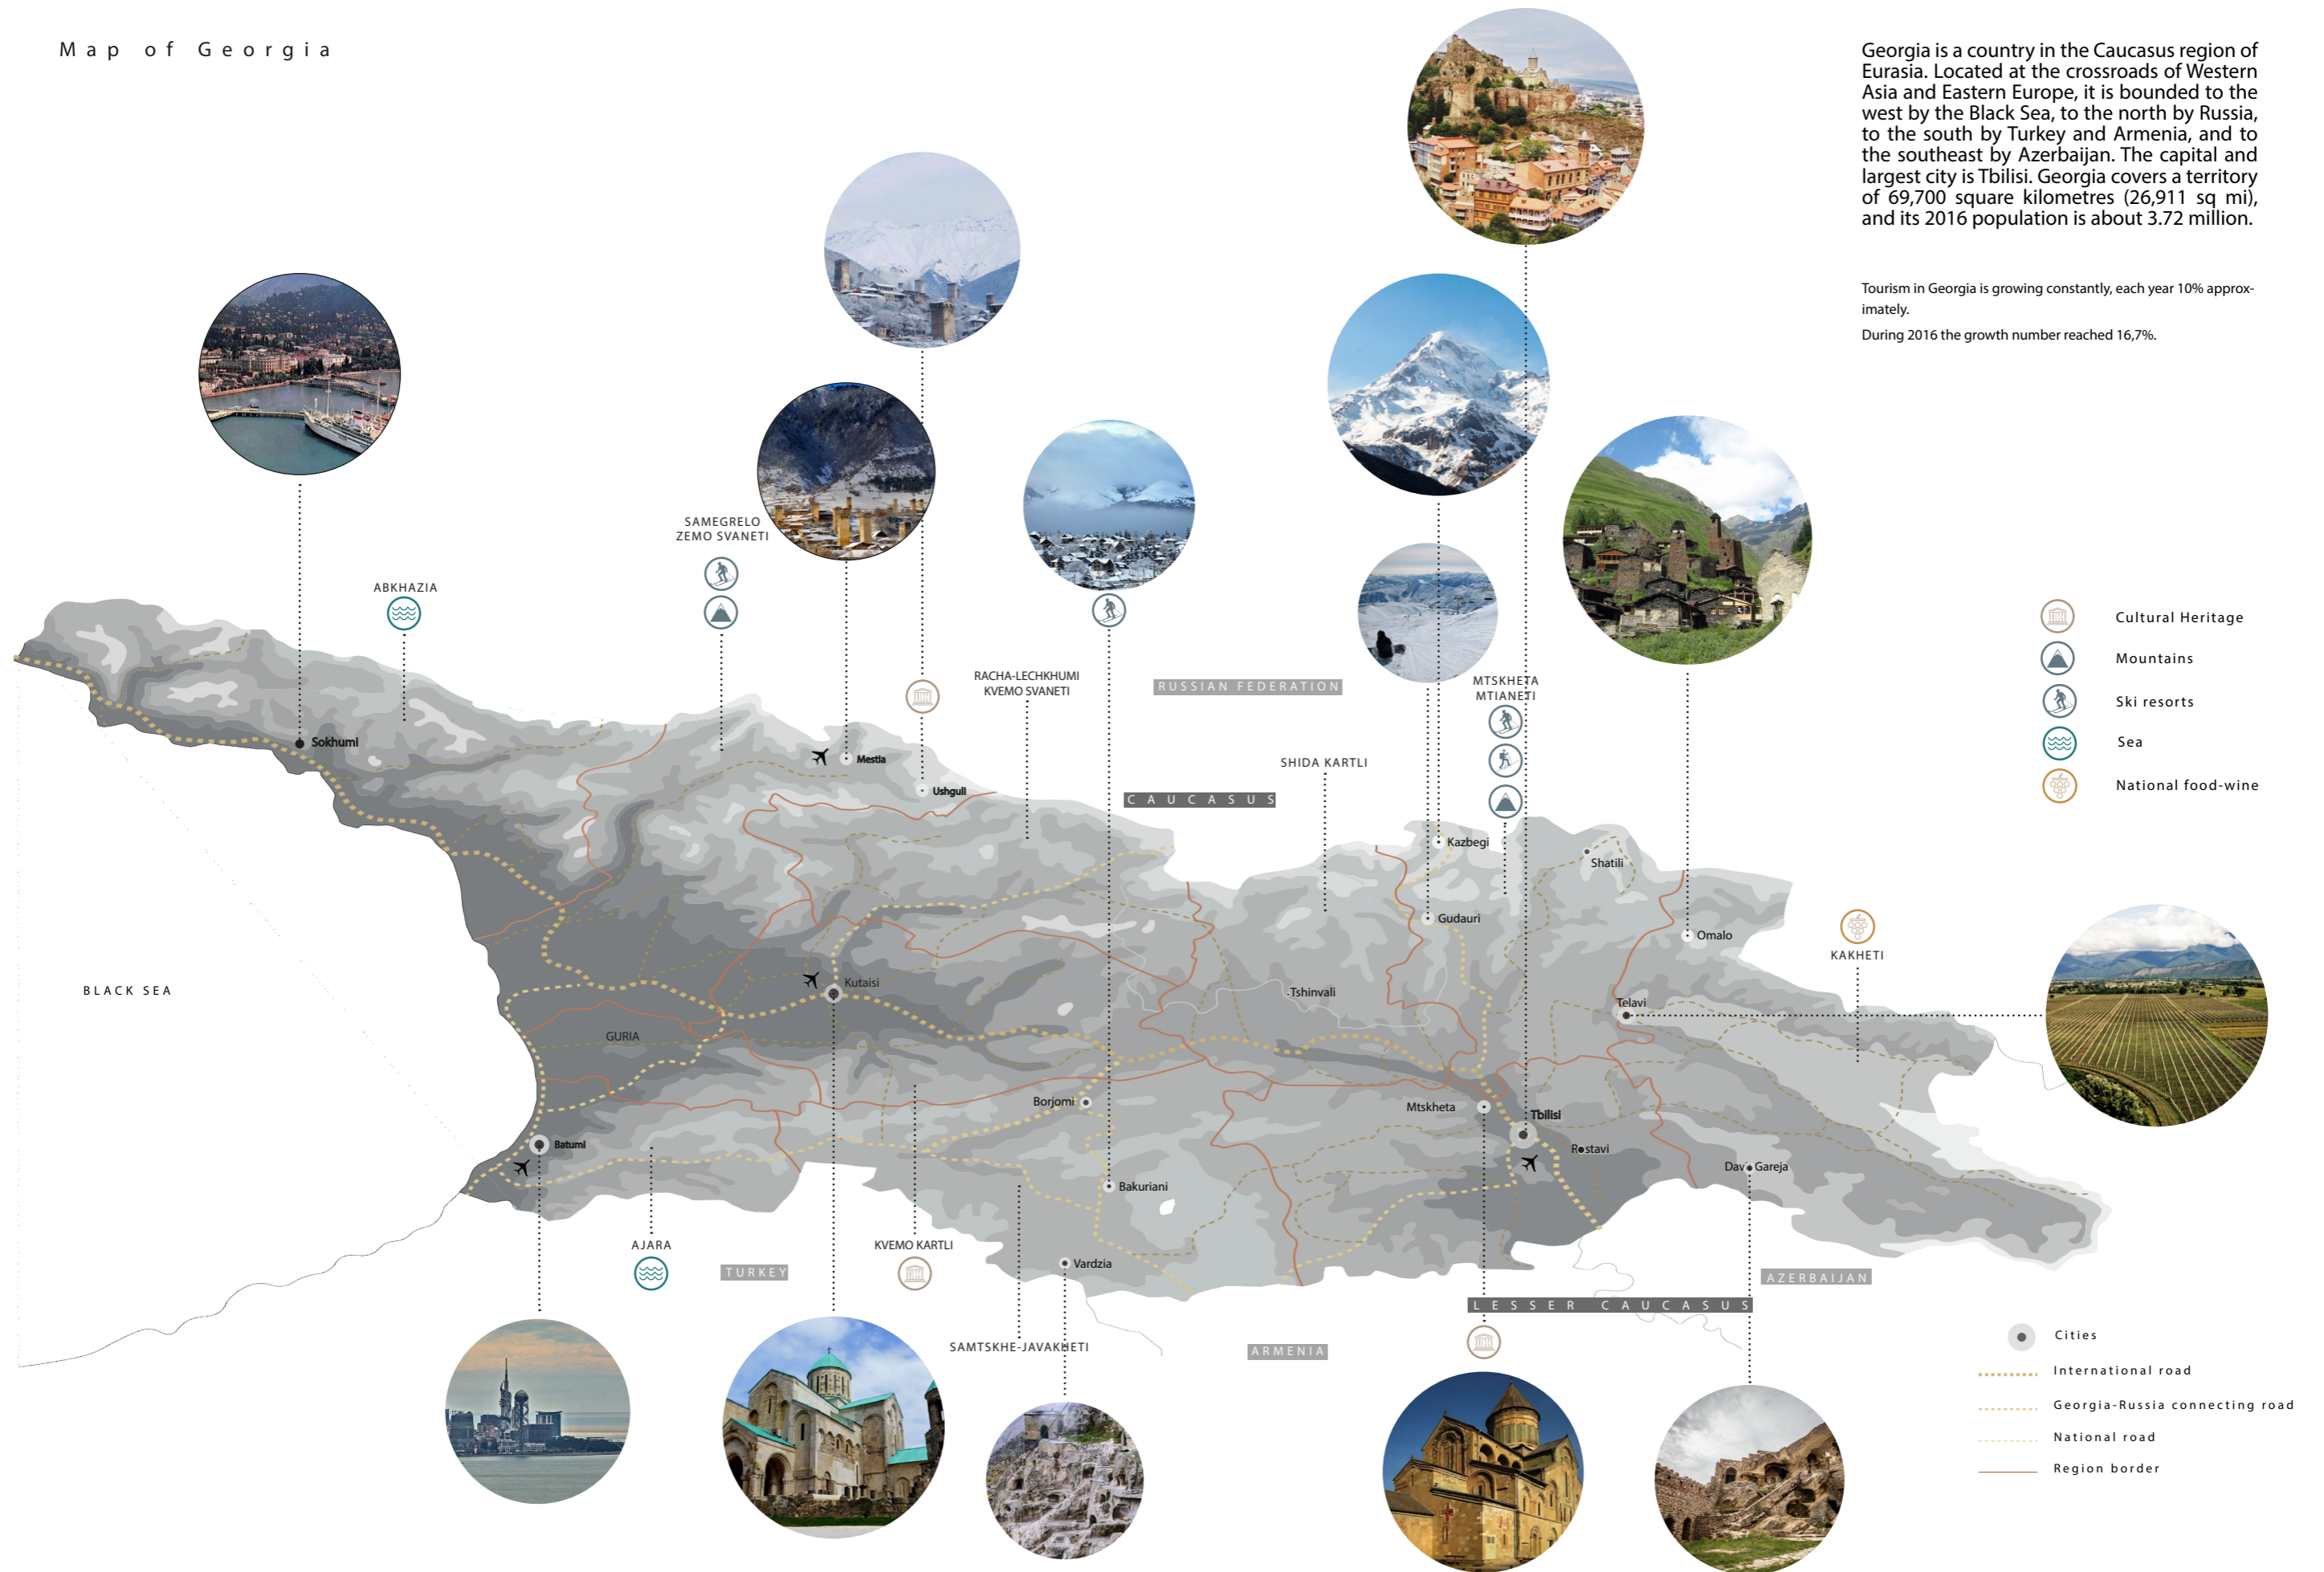 Map of Georgia
Georgia is a country in the Caucasus region of
Eurasia. Located at the crossroads of Western
Asia and Eastern Europe, it is bounded to the
west by the Black Sea, to the north by Russia,
to the south by Turkey and Armenia, and to
the southeast by Azerbaijan. The capital and
largest city is Tbilisi. Georgia covers a territory
of 69,700 square kilometres (26,911 sq mi),
and its 2016 population is about 3.72 million.
Tourism in Georgia is growing constantly, each year 10% approx-
imately.
During 2016 the growth number reached 16,7%.
SAMEGRELO
ZEMO SVANETI
ABKHAZIA
RACHA-LECHKHUMI
KVEMO SVANETI
RUSSIAN FEDERATION
MTSKHETA
MTIANETI
Cultural Heritage
Mountains
Ski resorts
Sea
National food-wine
Sokhumi
Mestia
Ushguli
SHIDA KARTLI
CAUCASUS
Kazbegi
Shatili
Gudauri
Omalo
KAKHETI
BLACK SEA
Kutaisi
Tshinvali
Telavi
GURIA
Borjomi
Mtskheta
Tbilisi
Batumi
Rostavi
Davi Gareja
Bakuriani
AJARA
KVEMO KARTLI
TURKEY
Vardzia
AZERBAIJAN
LESSER CAUCASUS
SAMTSKHE-JAVAKHETI
ARMENIA
Cities
International road
Georgia-Russia connecting road
National road
Region border